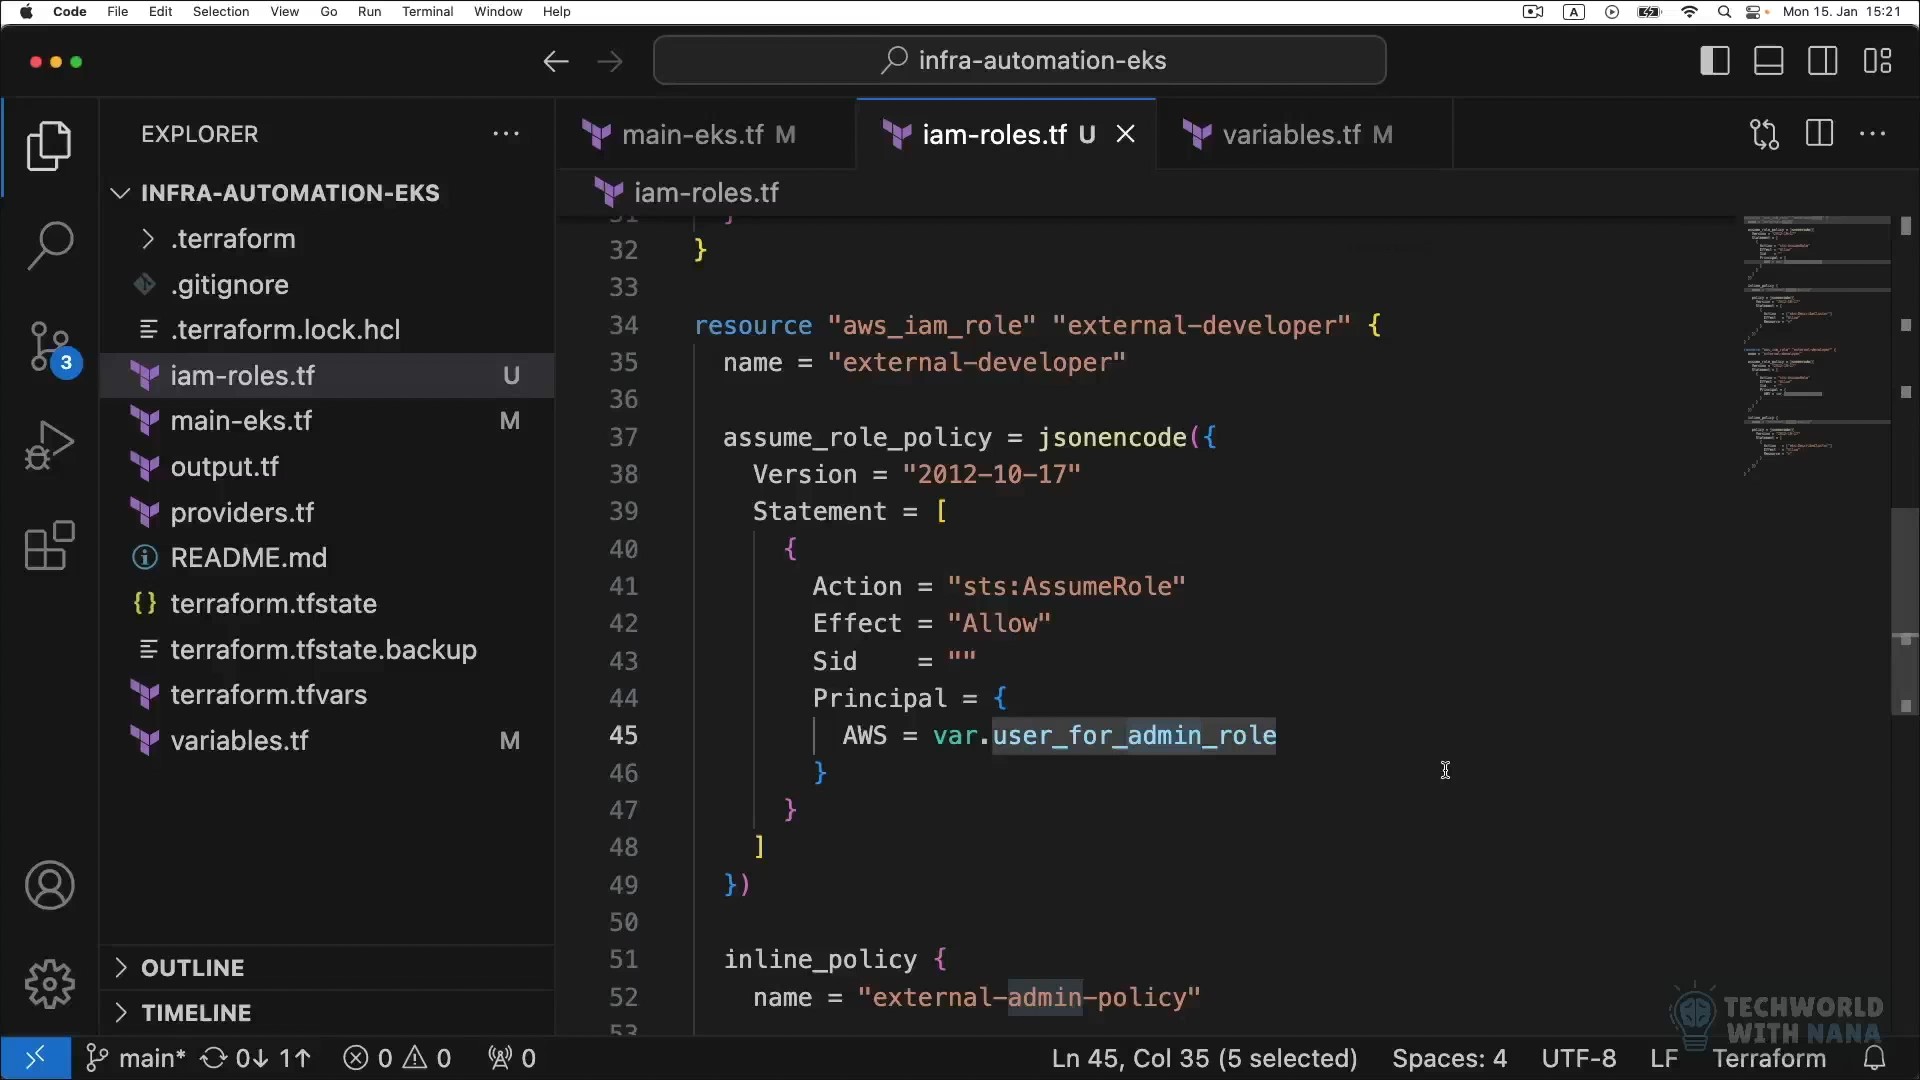 Code File Edit Selection View Go Run Terminal Window Help A Mon 15. Jan 15:21
infra-automation-eks
EXPLORER
INFRA-AUTOMATION-EKS
.terraform
.gitignore
.terraform.lock.hcl
iam-roles.tf U
main-eks.tf M
output.tf
providers.tf
README.md
terraform.tfstate
terraform.tfstate.backup
terraform.tfvars
variables.tf M
OUTLINE
TIMELINE
3
main-eks.tf M
iam-roles.tf U
variables.tf M
iam-roles.tf
31 }
32 }
33
34 resource "aws_iam_role" "external-developer" {
35 name = "external-developer"
36
37 assume_role_policy = jsonencode({
38 Version = "2012-10-17"
39 Statement = [
40 {
41 Action = "sts:AssumeRole"
42 Effect = "Allow"
43 Sid = ""
44 Principal = {
45 AWS = var.user_for_admin_role
46 }
47 }
48 ]
49 })
50
51 inline_policy {
52 name = "external-admin-policy"
53
TECHWORLD
WITH NANA
main* 0↓ 1↑ 0 0 0 Ln 45, Col 35 (5 selected) Spaces: 4 UTF-8 LF Terraform